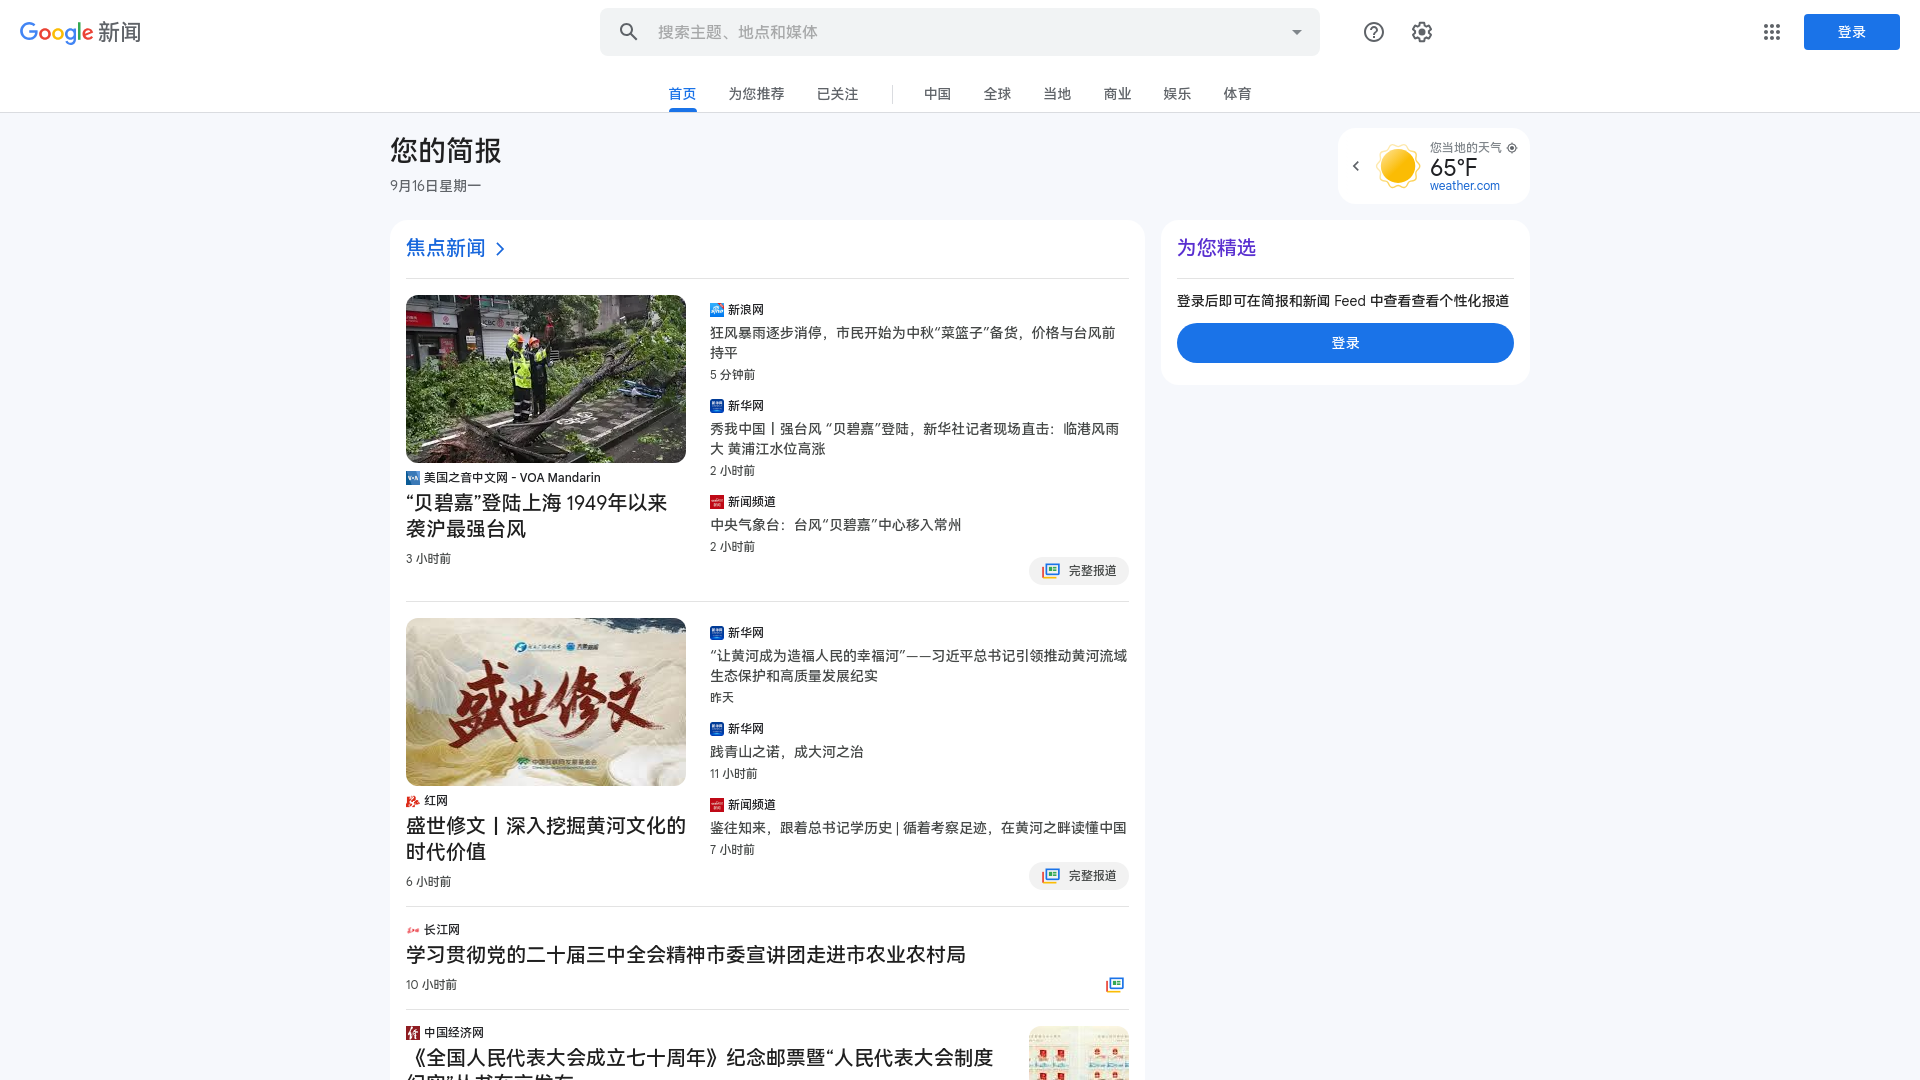 Google 新闻
搜索主题、地点和媒体
登录
首页
为您推荐
已关注
中国
全球
当地
商业
娱乐
体育
您的简报
9月16日星期一
您当地的天气
65°F
weather.com
焦点新闻
美国之音中文网 - VOA Mandarin
“贝碧嘉”登陆上海 1949年以来
袭沪最强台风
3 小时前
新浪网
狂风暴雨逐步消停，市民开始为中秋“菜篮子”备货，价格与台风前
持平
5 分钟前
新华网
秀我中国丨强台风 “贝碧嘉”登陆，新华社记者现场直击：临港风雨
大 黄浦江水位高涨
2 小时前
新闻频道
中央气象台：台风“贝碧嘉”中心移入常州
2 小时前
完整报道
为您精选
登录后即可在简报和新闻 Feed 中查看查看个性化报道
登录
盛世修文
红网
盛世修文丨深入挖掘黄河文化的
时代价值
6 小时前
新华网
“让黄河成为造福人民的幸福河”——习近平总书记引领推动黄河流域
生态保护和高质量发展纪实
昨天
新华网
践青山之诺，成大河之治
11 小时前
新闻频道
鉴往知来，跟着总书记学历史 | 循着考察足迹，在黄河之畔读懂中国
7 小时前
完整报道
长江网
学习贯彻党的二十届三中全会精神市委宣讲团走进市农业农村局
10 小时前
中国经济网
《全国人民代表大会成立七十周年》纪念邮票暨“人民代表大会制度